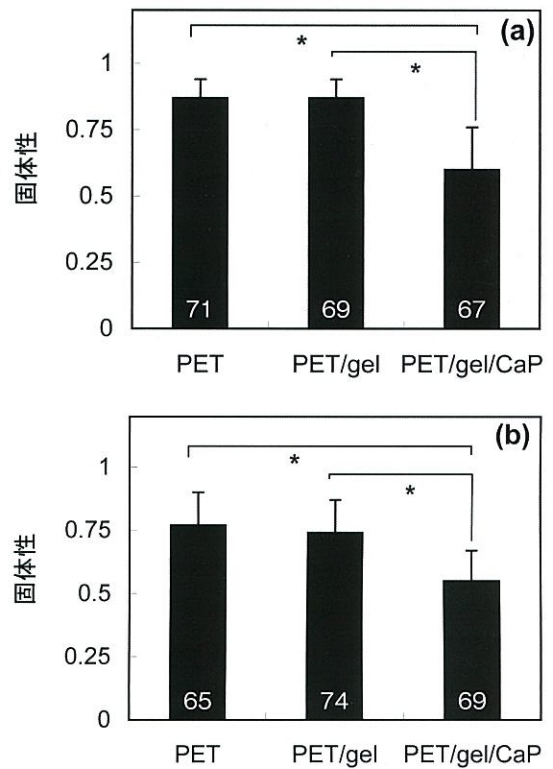 (a)
*
*
1
0.75
0.5
0.25
0
固体性
71
69
67
PET
PET/gel
PET/gel/CaP
(b)
*
*
1
0.75
0.5
0.25
0
固体性
65
74
69
PET
PET/gel
PET/gel/CaP